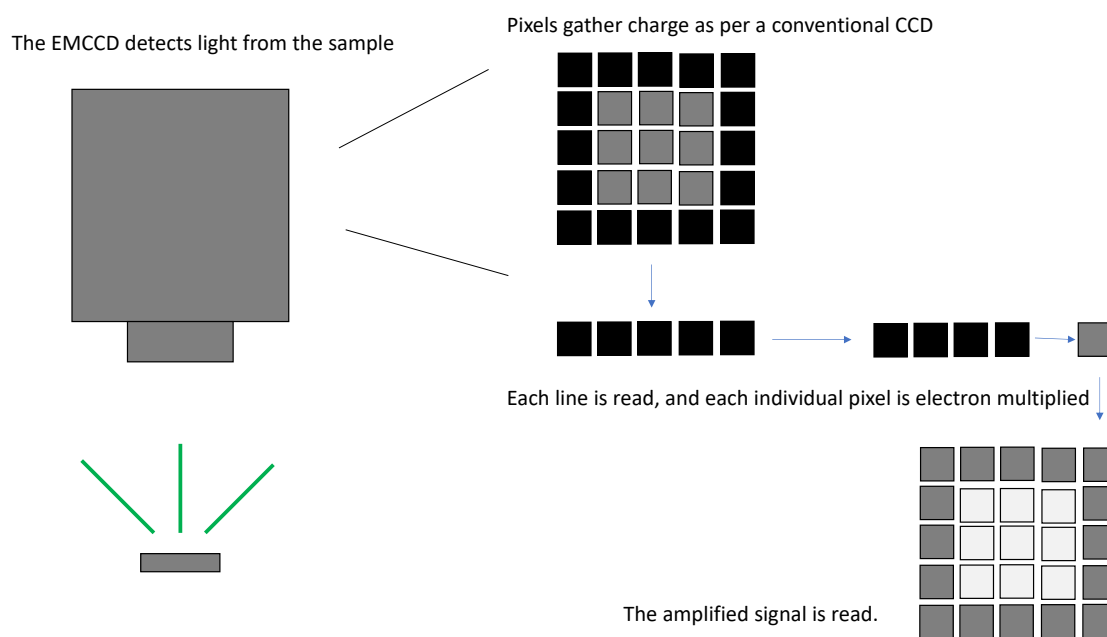 The EMCCD detects light from the sample
Pixels gather charge as per a conventional CCD
Each line is read, and each individual pixel is electron multiplied
The amplified signal is read.